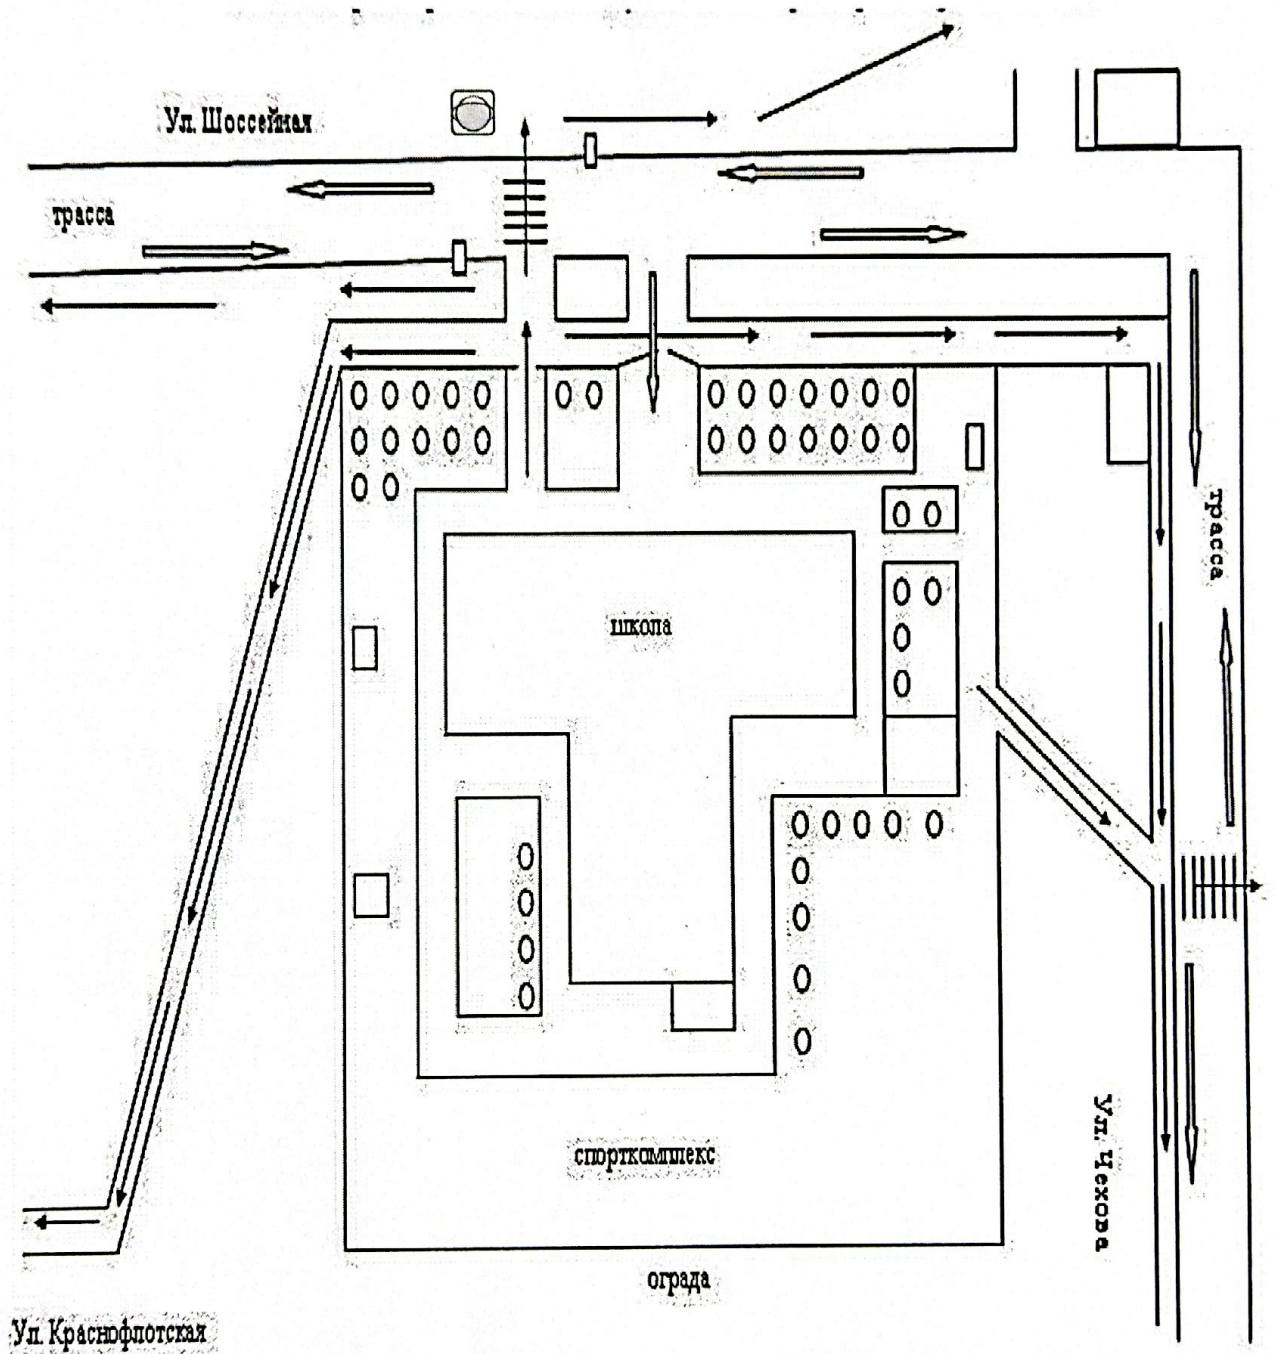 Ул. Шоссейная
трасса
трасса
школа
Ул. Чехова
спорткомплекс
ограда
Ул. Краснофлотская